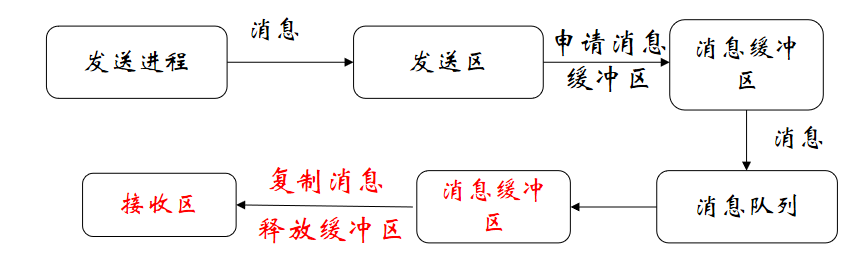 发送进程
消息
发送区
申请消息
缓冲区
消息缓冲
区
消息
消息队列
消息缓冲
区
复制消息
释放缓冲区
接收区